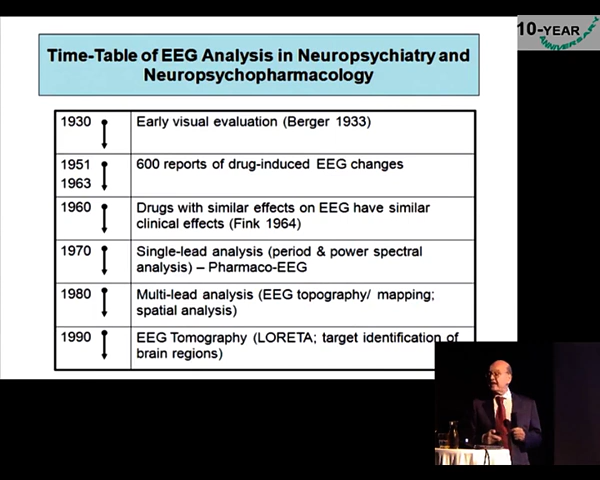 10-YEAR
ANNIVERSARY
Time-Table of EEG Analysis in Neuropsychiatry and
Neuropsychopharmacology
1930
Early visual evaluation (Berger 1933)
1951
1963
600 reports of drug-induced EEG changes
1960
Drugs with similar effects on EEG have similar
clinical effects (Fink 1964)
1970
Single-lead analysis (period & power spectral
analysis) – Pharmaco-EEG
1980
Multi-lead analysis (EEG topography/ mapping;
spatial analysis)
1990
EEG Tomography (LORETA; target identification of
brain regions)